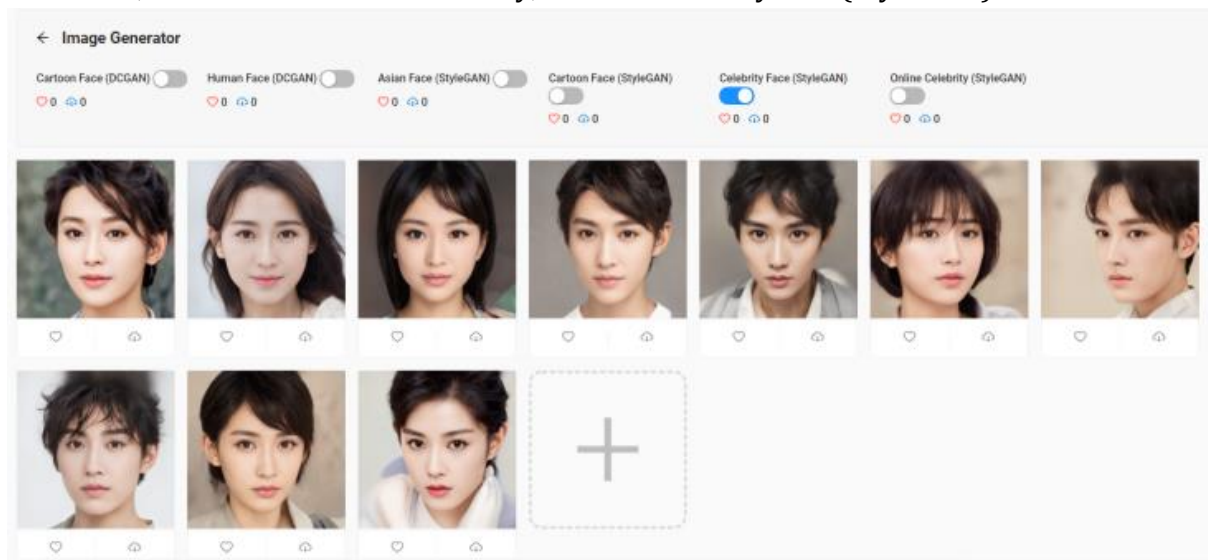 ← Image Generator
Cartoon Face (DCGAN) Human Face (DCGAN) Asian Face (StyleGAN) Cartoon Face (StyleGAN) Celebrity Face (StyleGAN) Online Celebrity (StyleGAN)
0 0 0 0 0 0
0 0 0 0 0 0